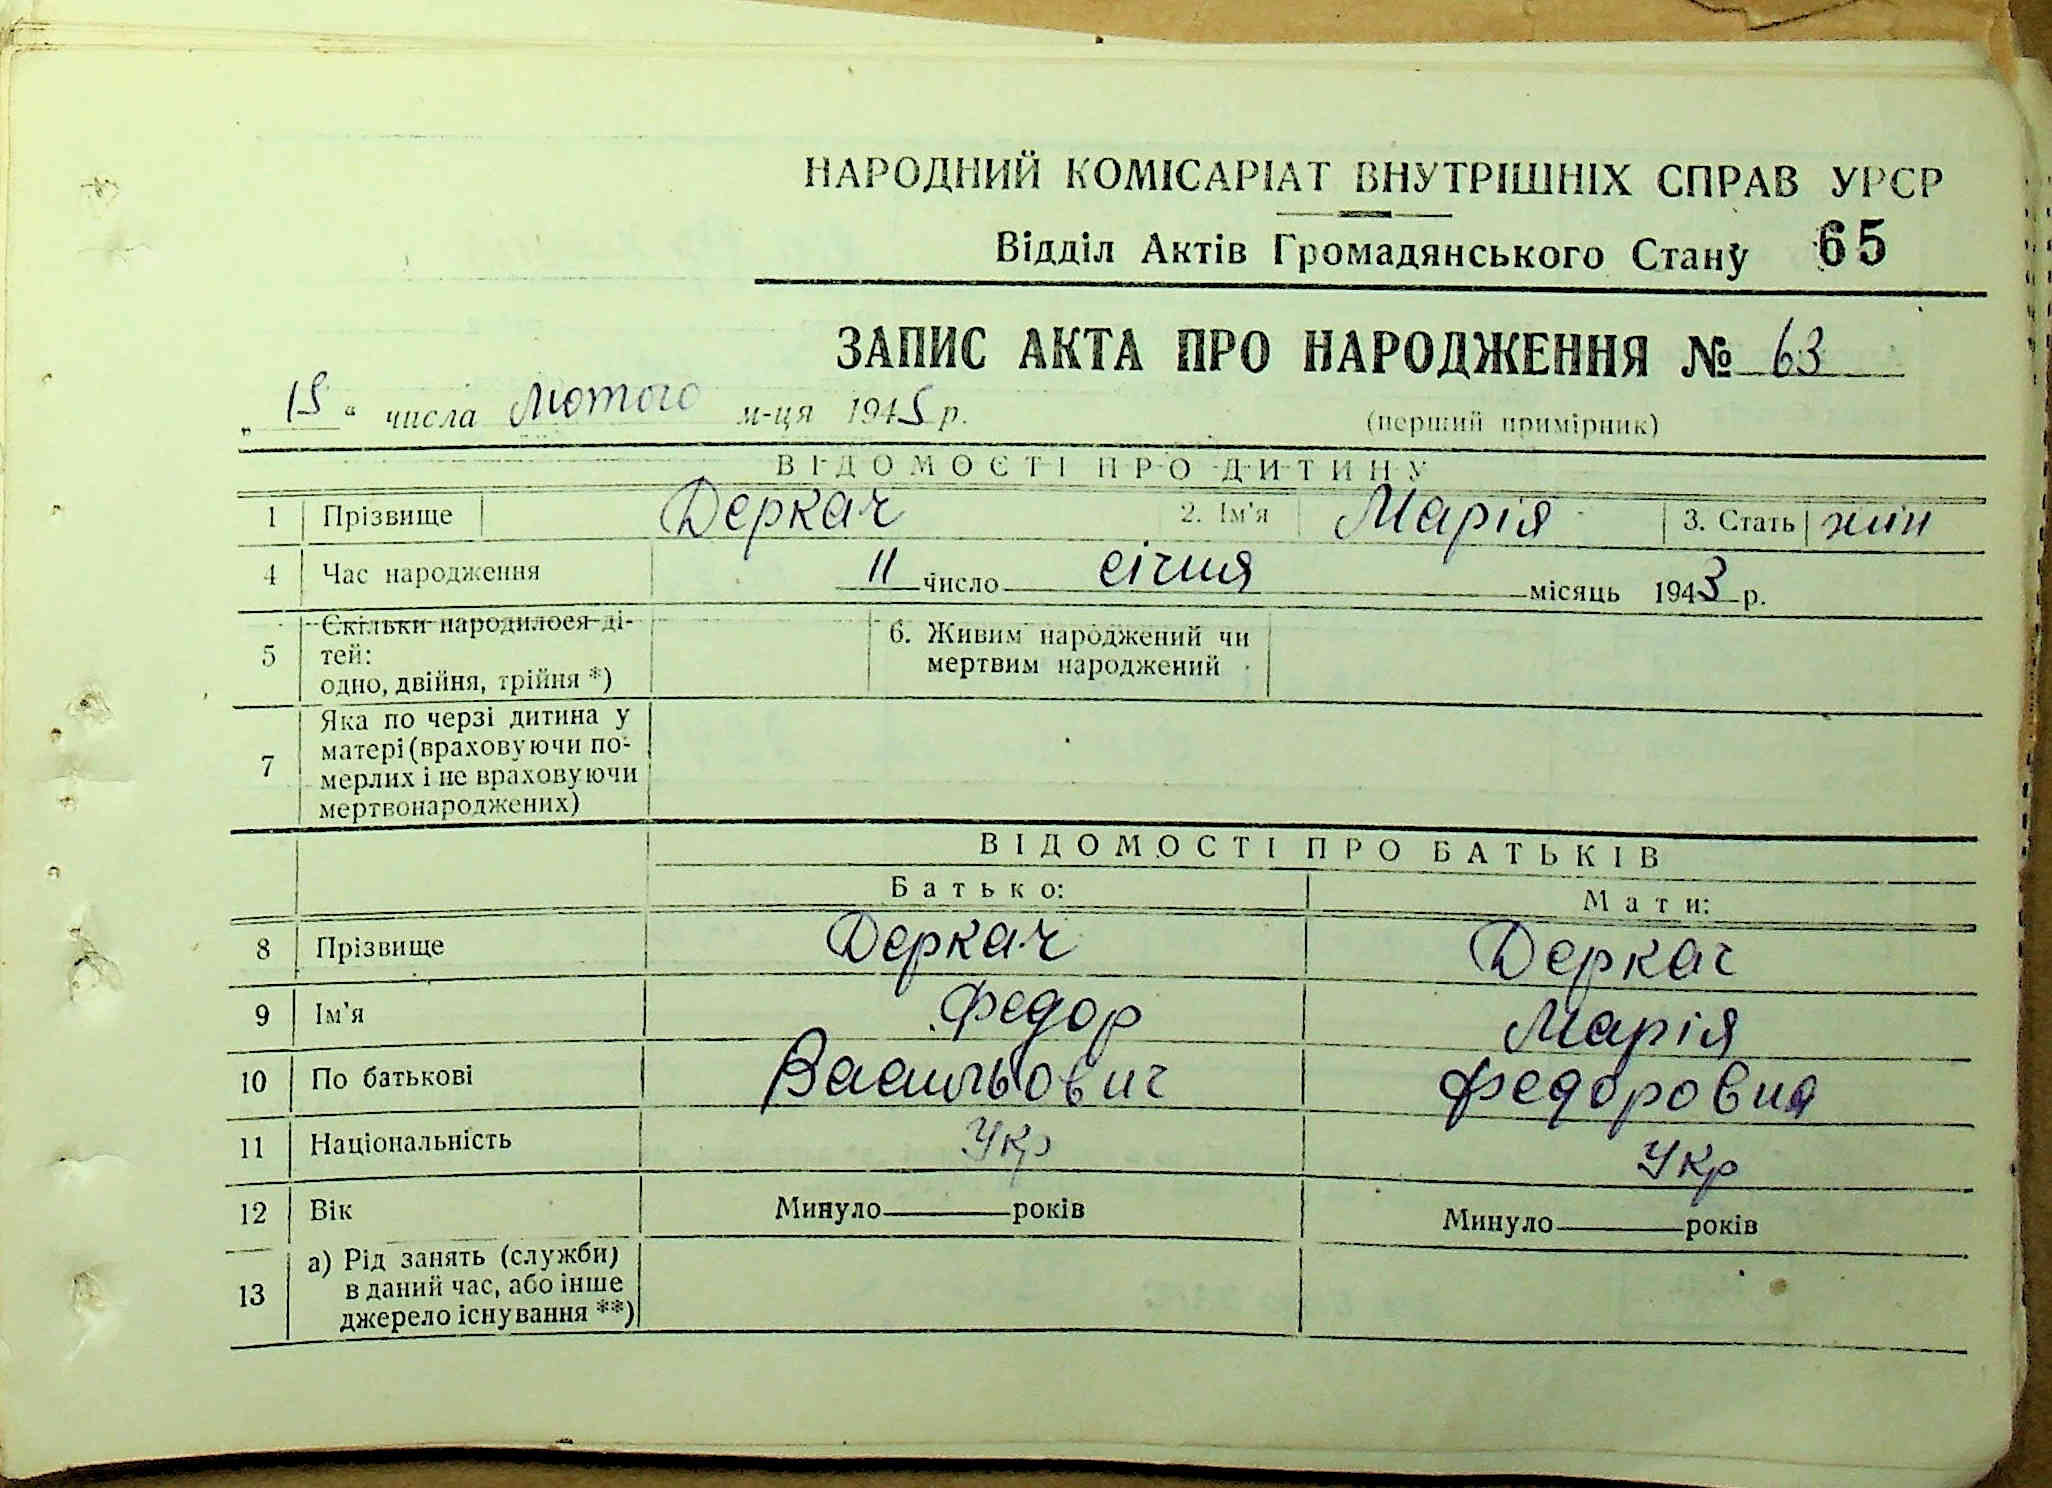 НАРОДНИЙ КОМІСАРІАТ ВНУТРІШНІХ СПРАВ УРСР
Відділ Актів Громадянського Стану 65
ЗАПИС АКТА ПРО НАРОДЖЕННЯ № 63
„15“ числа Лютого м-ця 1945 р. (перший примірник)
ВІДОМОСТІ ПРО ДИТИНУ
1 Прізвище Деркач 2. Ім'я Марія 3. Стать жін
4 Час народження 11 число січня місяць 1943 р.
5 Скільки народилося ді-
тей:
одно, двійня, трійня *)
6. Живим народжений чи
мертвим народжений
7 Яка по черзі дитина у
матері (враховуючи по-
мерлих і не враховуючи
мертвонароджених)
ВІДОМОСТІ ПРО БАТЬКІВ
Батько: Мати:
8 Прізвище Деркач Деркач
9 Ім'я Федор Марія
10 По батькові Васильович Федоровна
11 Національність Укр Укр
12 Вік Минуло років Минуло років
13 а) Рід занять (служби)
в даний час, або інше
джерело існування **)